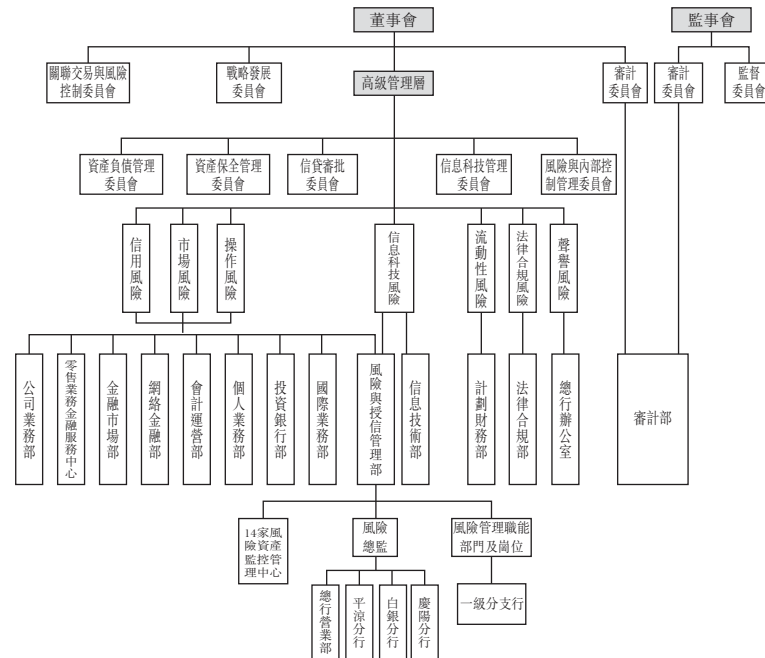 董事會
監事會
關聯交易與風險
控制委員會
戰略發展
委員會
高級管理層
審計
委員會
審計
委員會
監督
委員會
資產負債管理
委員會
資產保全管理
委員會
信貸審批
委員會
信息科技管理
委員會
風險與內部控
制管理委員會
信用風險
市場風險
操作風險
信息科技風險
流動性風險
法律合規風險
聲譽風險
公司業務部
零售業務金融服務中心
金融市場部
網絡金融部
會計運營部
個人業務部
投資銀行部
國際業務部
風險與授信管理部
信息技術部
計劃財務部
法律合規部
總行辦公室
審計部
14家風
險資產
監控管
理中心
風險
總監
風險管理職能
部門及崗位
總行營業部
平涼分行
白銀分行
慶陽分行
一級分支行